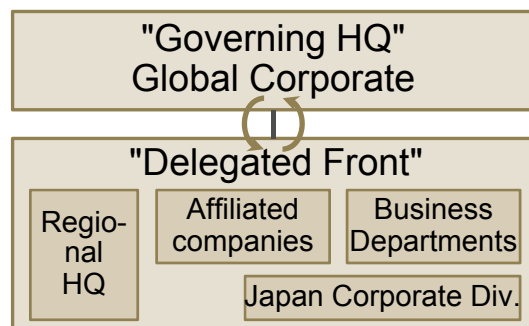 "Governing HQ"
Global Corporate
"Delegated Front"
Regio-
nal
HQ
Affiliated
companies
Business
Departments
Japan Corporate Div.